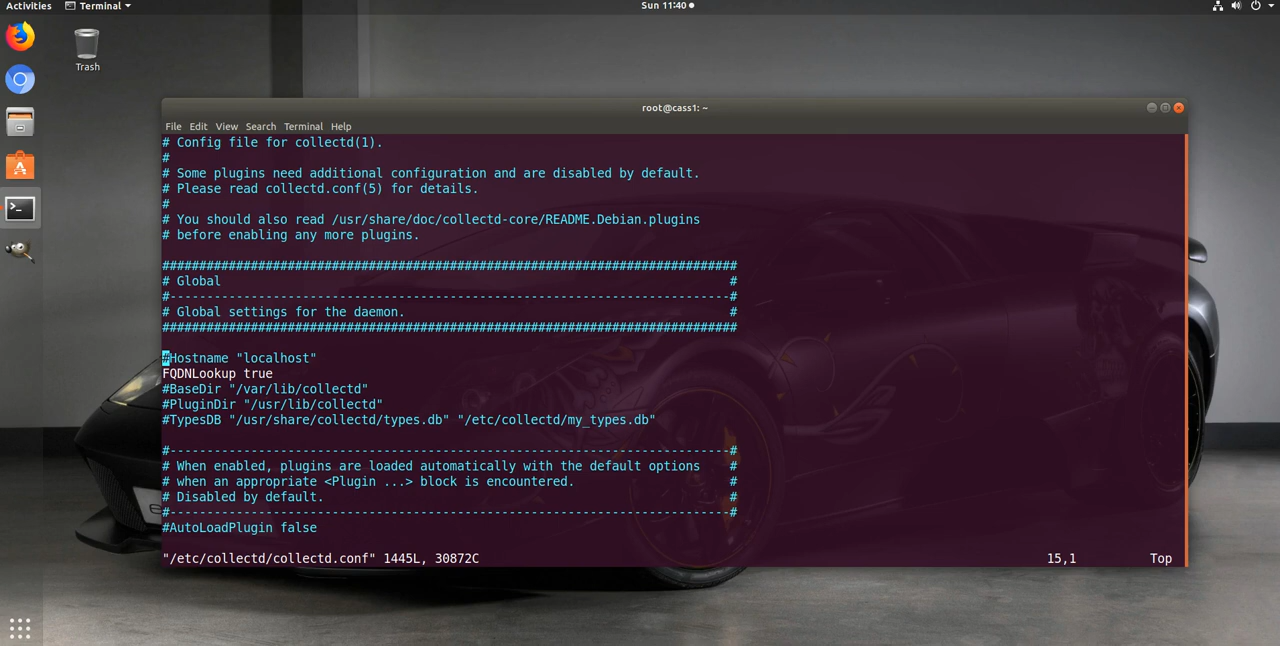 Activities Terminal Sun 11:40
Trash
root@cass1: ~
File Edit View Search Terminal Help
# Config file for collectd(1).
#
# Some plugins need additional configuration and are disabled by default.
# Please read collectd.conf(5) for details.
#
# You should also read /usr/share/doc/collectd-core/README.Debian.plugins
# before enabling any more plugins.
##############################################################################
# Global #
#----------------------------------------------------------------------------#
# Global settings for the daemon. #
##############################################################################
#Hostname "localhost"
FQDNLookup true
#BaseDir "/var/lib/collectd"
#PluginDir "/usr/lib/collectd"
#TypesDB "/usr/share/collectd/types.db" "/etc/collectd/my_types.db"
#----------------------------------------------------------------------------#
# When enabled, plugins are loaded automatically with the default options #
# when an appropriate <Plugin ...> block is encountered. #
# Disabled by default. #
#----------------------------------------------------------------------------#
#AutoLoadPlugin false
"/etc/collectd/collectd.conf" 1445L, 30872C 15,1 Top